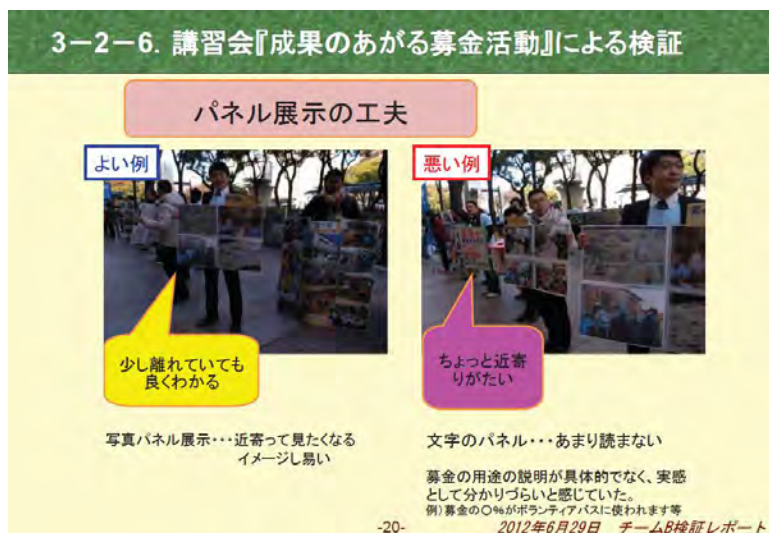 3－2－6. 講習会『成果のあがる募金活動』による検証
パネル展示の工夫
よい例
少し離れていても
良くわかる
写真パネル展示・・・近寄って見たくなる
イメージし易い
悪い例
ちょっと近寄
りがたい
文字のパネル・・・あまり読まない
募金の用途の説明が具体的でなく、実感
として分かりづらいと感じていた。
例）募金の○%がボランティアバスに使われます等
-20-
2012年6月29日　チームB検証レポート